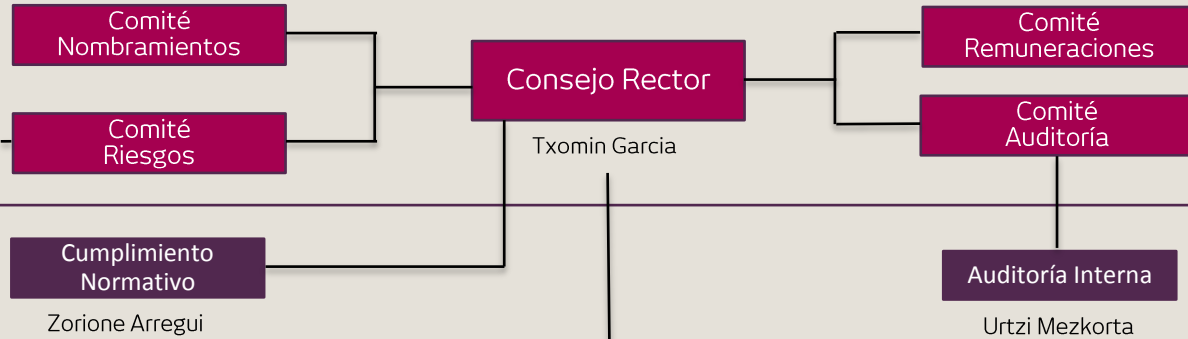 Comité
Nombramientos
Comité
Riesgos
Consejo Rector
Txomin Garcia
Comité
Remuneraciones
Comité
Auditoría
Cumplimiento
Normativo
Zorione Arregui
Auditoría Interna
Urtzi Mezkorta